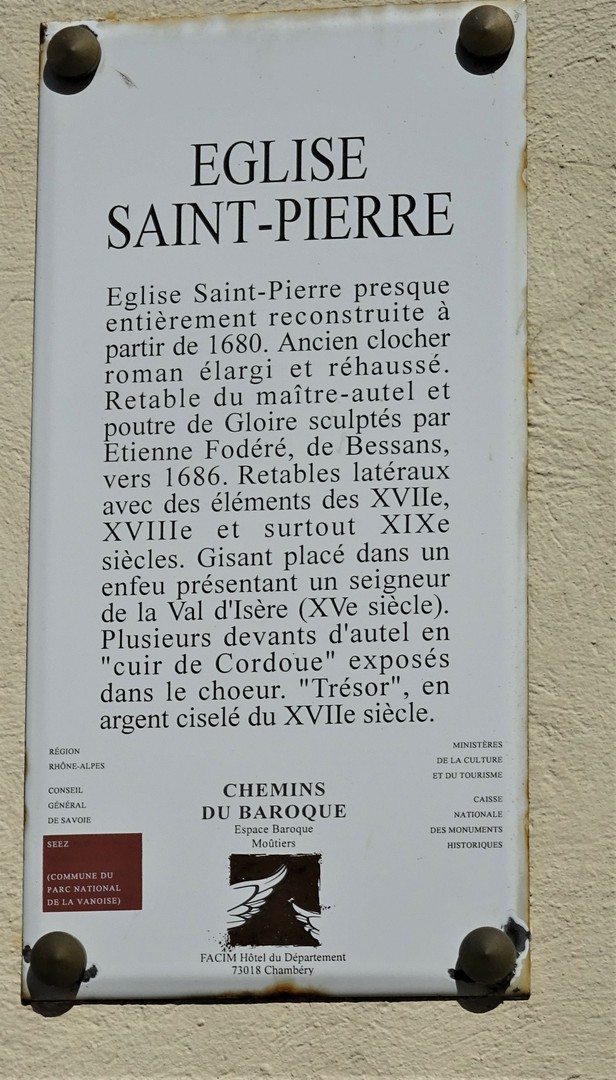 EGLISE
SAINT-PIERRE
Eglise Saint-Pierre presque
entièrement reconstruite à
partir de 1680. Ancien clocher
roman élargi et réhaussé.
Retable du maître-autel et
poutre de Gloire sculptés par
Etienne Fodéré, de Bessans,
vers 1686. Retables latéraux
avec des éléments des XVIIe,
XVIIIe et surtout XIXe
siècles. Gisant placé dans un
enfeu présentant un seigneur
de la Val d'Isère (XVe siècle).
Plusieurs devants d'autel en
"cuir de Cordoue" exposés
dans le choeur. "Trésor", en
argent ciselé du XVIIe siècle.
RÉGION
RHÔNE-ALPES
CONSEIL
GÉNÉRAL
DE SAVOIE
SEEZ
(COMMUNE DU
PARC NATIONAL
DE LA VANOISE)
CHEMINS
DU BAROQUE
Espace Baroque
Moûtiers
FACIM Hôtel du Département
73018 Chambéry
MINISTÈRES
DE LA CULTURE
ET DU TOURISME
CAISSE
NATIONALE
DES MONUMENTS
HISTORIQUES